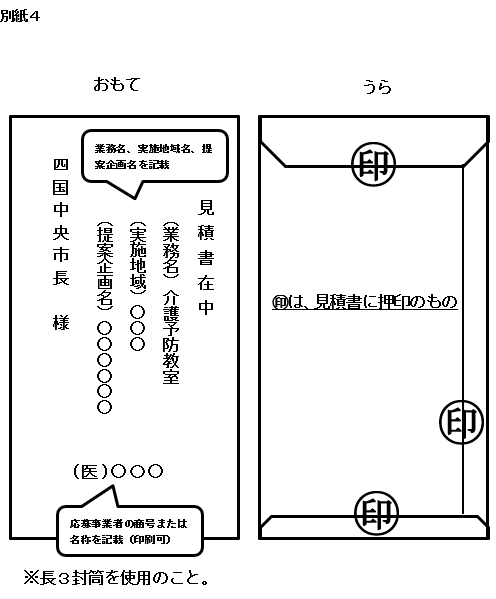 別紙４
おもて
うら
業務名、実施地域名、提
案企画名を記載
見積書在中
（業務名）介護予防教室
（実施地域）〇〇〇
（提案企画名）〇〇〇〇〇〇
四国中央市長　様
（医）〇〇〇
応募事業者の商号または
名称を記載（印刷可）
印
㊞は、見積書に押印のもの
印
印
※長３封筒を使用のこと。